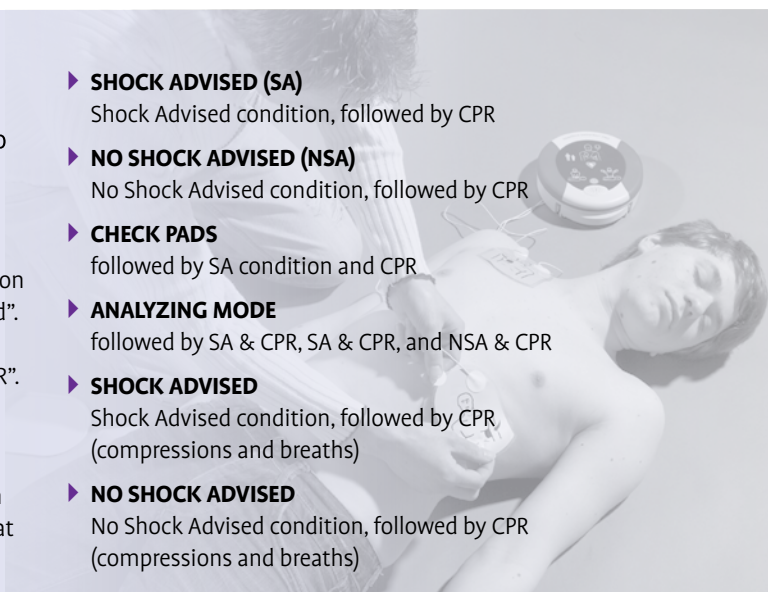 SHOCK ADVISED (SA)
Shock Advised condition, followed by CPR
NO SHOCK ADVISED (NSA)
No Shock Advised condition, followed by CPR
CHECK PADS
followed by SA condition and CPR
ANALYZING MODE
followed by SA & CPR, SA & CPR, and NSA & CPR
SHOCK ADVISED
Shock Advised condition, followed by CPR
(compressions and breaths)
NO SHOCK ADVISED
No Shock Advised condition, followed by CPR
(compressions and breaths)